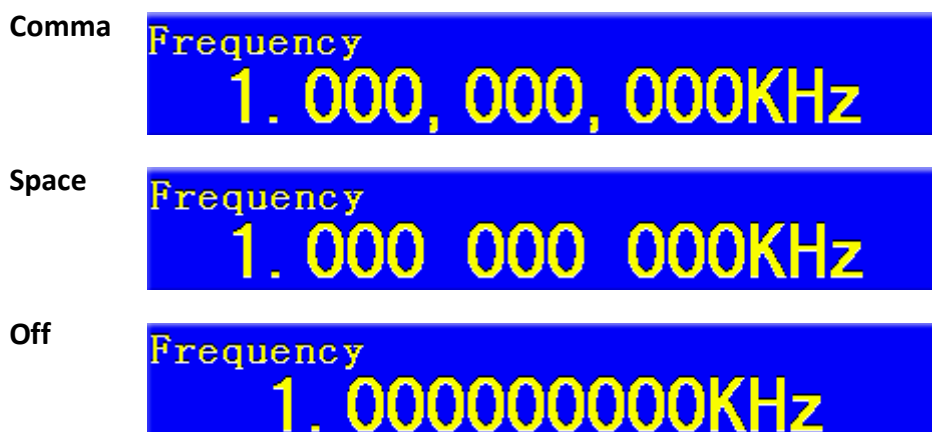 Comma
Frequency
1.000,000,000KHz
Space
Frequency
1.000 000 000KHz
Off
Frequency
1.000000000KHz